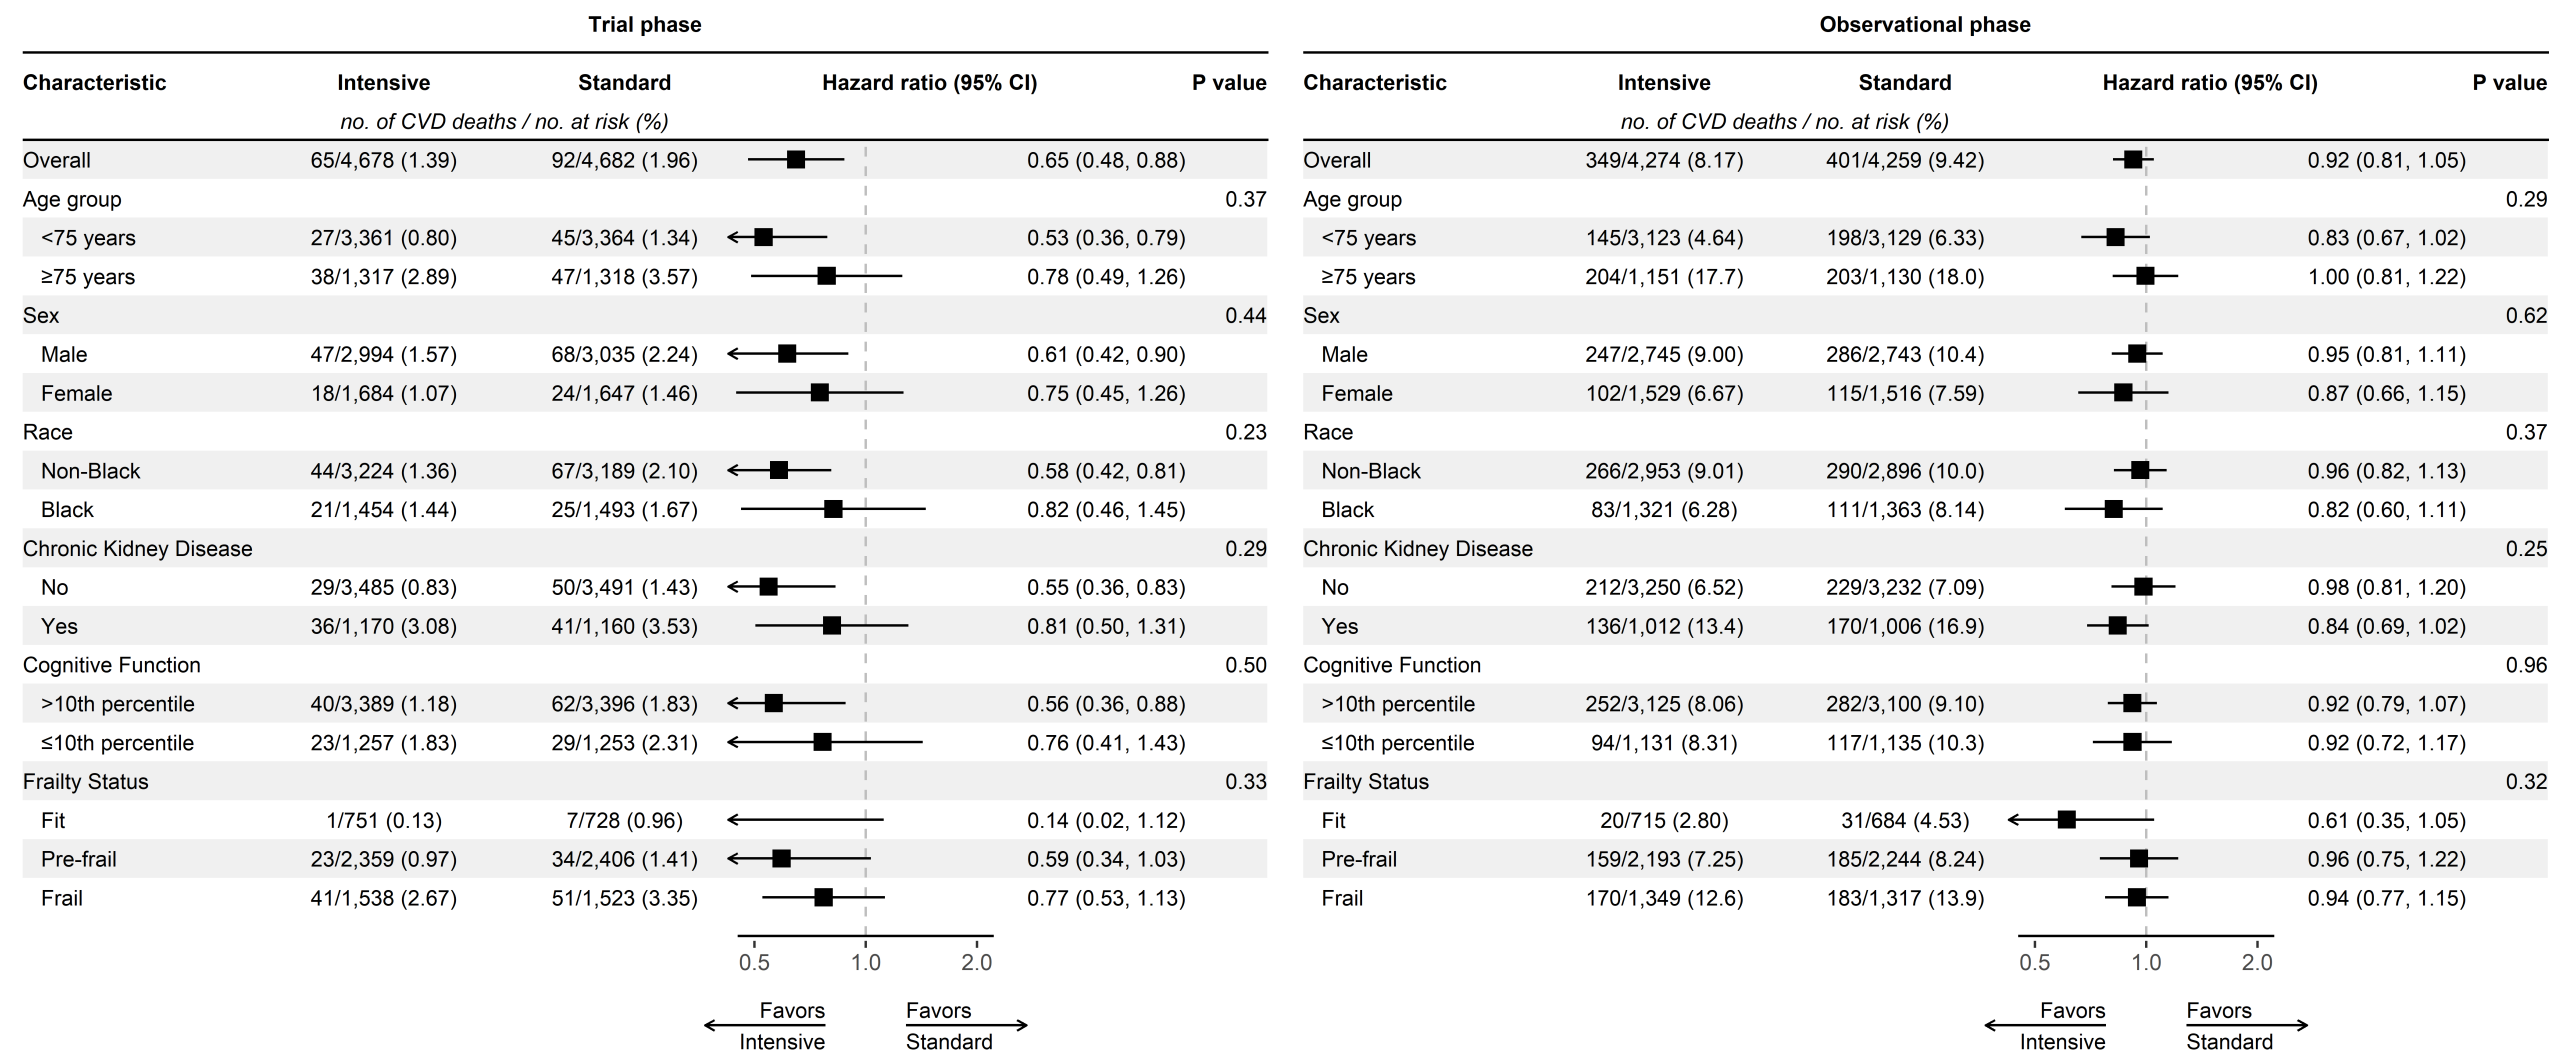 Trial phase
Characteristic Intensive Standard Hazard ratio (95% CI) P value
no. of CVD deaths / no. at risk (%)
Overall 65/4,678 (1.39) 92/4,682 (1.96) 0.65 (0.48, 0.88)
Age group 0.37
<75 years 27/3,361 (0.80) 45/3,364 (1.34) 0.53 (0.36, 0.79)
≥75 years 38/1,317 (2.89) 47/1,318 (3.57) 0.78 (0.49, 1.26)
Sex 0.44
Male 47/2,994 (1.57) 68/3,035 (2.24) 0.61 (0.42, 0.90)
Female 18/1,684 (1.07) 24/1,647 (1.46) 0.75 (0.45, 1.26)
Race 0.23
Non-Black 44/3,224 (1.36) 67/3,189 (2.10) 0.58 (0.42, 0.81)
Black 21/1,454 (1.44) 25/1,493 (1.67) 0.82 (0.46, 1.45)
Chronic Kidney Disease 0.29
No 29/3,485 (0.83) 50/3,491 (1.43) 0.55 (0.36, 0.83)
Yes 36/1,170 (3.08) 41/1,160 (3.53) 0.81 (0.50, 1.31)
Cognitive Function 0.50
>10th percentile 40/3,389 (1.18) 62/3,396 (1.83) 0.56 (0.36, 0.88)
≤10th percentile 23/1,257 (1.83) 29/1,253 (2.31) 0.76 (0.41, 1.43)
Frailty Status 0.33
Fit 1/751 (0.13) 7/728 (0.96) 0.14 (0.02, 1.12)
Pre-frail 23/2,359 (0.97) 34/2,406 (1.41) 0.59 (0.34, 1.03)
Frail 41/1,538 (2.67) 51/1,523 (3.35) 0.77 (0.53, 1.13)
0.5 1.0 2.0
Favors Favors
Intensive Standard
Observational phase
Characteristic Intensive Standard Hazard ratio (95% CI) P value
no. of CVD deaths / no. at risk (%)
Overall 349/4,274 (8.17) 401/4,259 (9.42) 0.92 (0.81, 1.05)
Age group 0.29
<75 years 145/3,123 (4.64) 198/3,129 (6.33) 0.83 (0.67, 1.02)
≥75 years 204/1,151 (17.7) 203/1,130 (18.0) 1.00 (0.81, 1.22)
Sex 0.62
Male 247/2,745 (9.00) 286/2,743 (10.4) 0.95 (0.81, 1.11)
Female 102/1,529 (6.67) 115/1,516 (7.59) 0.87 (0.66, 1.15)
Race 0.37
Non-Black 266/2,953 (9.01) 290/2,896 (10.0) 0.96 (0.82, 1.13)
Black 83/1,321 (6.28) 111/1,363 (8.14) 0.82 (0.60, 1.11)
Chronic Kidney Disease 0.25
No 212/3,250 (6.52) 229/3,232 (7.09) 0.98 (0.81, 1.20)
Yes 136/1,012 (13.4) 170/1,006 (16.9) 0.84 (0.69, 1.02)
Cognitive Function 0.96
>10th percentile 252/3,125 (8.06) 282/3,100 (9.10) 0.92 (0.79, 1.07)
≤10th percentile 94/1,131 (8.31) 117/1,135 (10.3) 0.92 (0.72, 1.17)
Frailty Status 0.32
Fit 20/715 (2.80) 31/684 (4.53) 0.61 (0.35, 1.05)
Pre-frail 159/2,193 (7.25) 185/2,244 (8.24) 0.96 (0.75, 1.22)
Frail 170/1,349 (12.6) 183/1,317 (13.9) 0.94 (0.77, 1.15)
0.5 1.0 2.0
Favors Favors
Intensive Standard